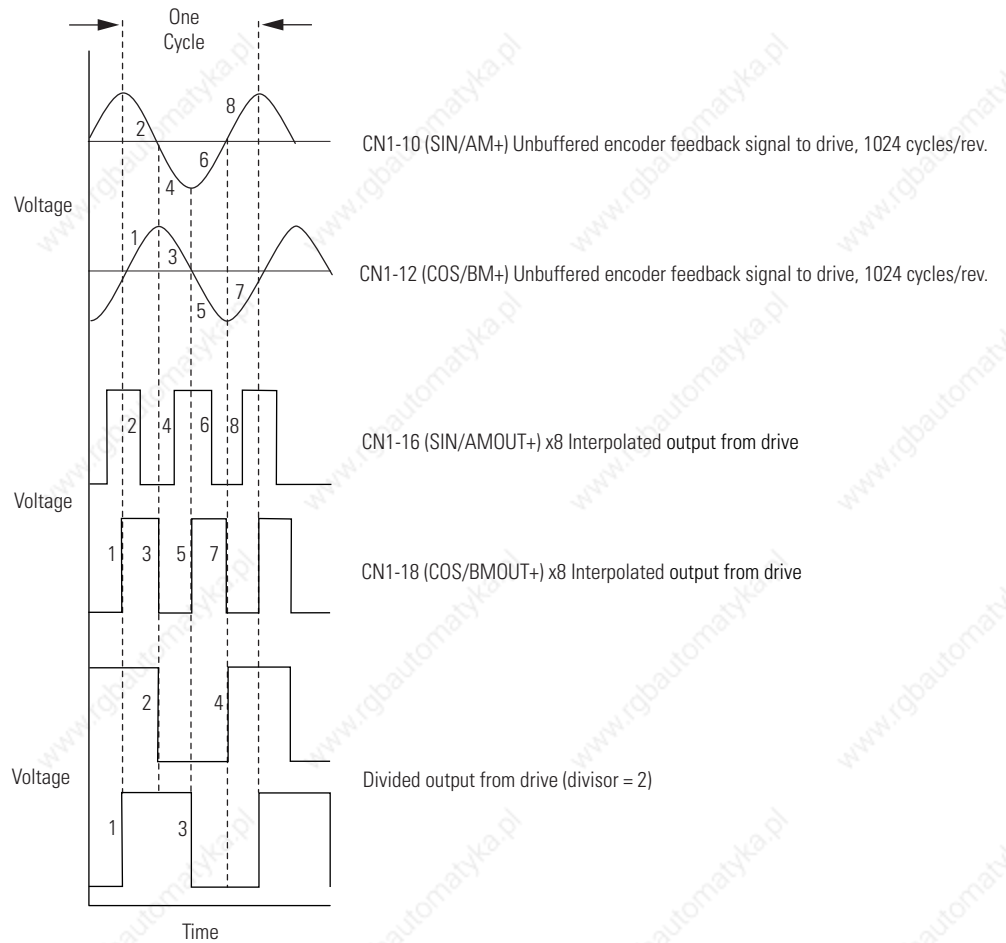 One
Cycle
2
8
6
4
CN1-10 (SIN/AM+) Unbuffered encoder feedback signal to drive, 1024 cycles/rev.
Voltage
1
3
7
5
CN1-12 (COS/BM+) Unbuffered encoder feedback signal to drive, 1024 cycles/rev.
2 4 6 8
CN1-16 (SIN/AMOUT+) x8 Interpolated output from drive
Voltage
1 3 5 7
CN1-18 (COS/BMOUT+) x8 Interpolated output from drive
2 4
Voltage
Divided output from drive (divisor = 2)
1 3
Time
www.rgbautomatyka.pl